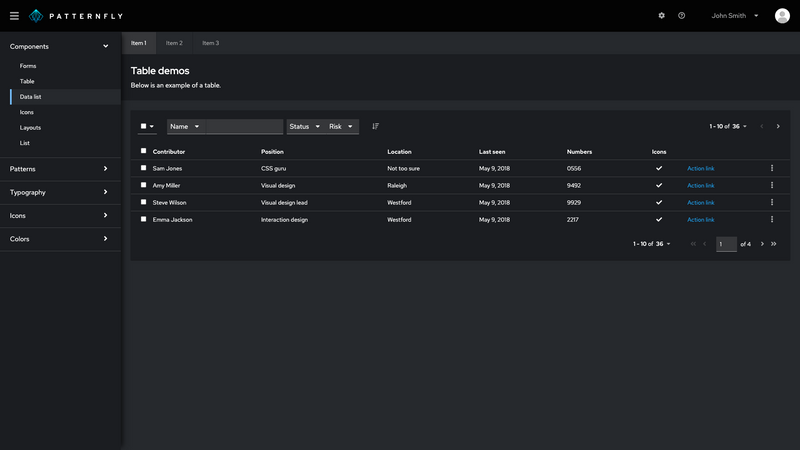 PATTERNFLY
John Smith
Components
Forms
Table
Data list
Icons
Layouts
List
Patterns
Typography
Icons
Colors
Item 1 Item 2 Item 3
Table demos
Below is an example of a table.
Name Status Risk 1 - 10 of 36
Contributor Position Location Last seen Numbers Icons
Sam Jones CSS guru Not too sure May 9, 2018 0556 Action link
Amy Miller Visual design Raleigh May 9, 2018 9492 Action link
Steve Wilson Visual design lead Westford May 9, 2018 9929 Action link
Emma Jackson Interaction design Westford May 9, 2018 2217 Action link
1 - 10 of 36 1 of 4